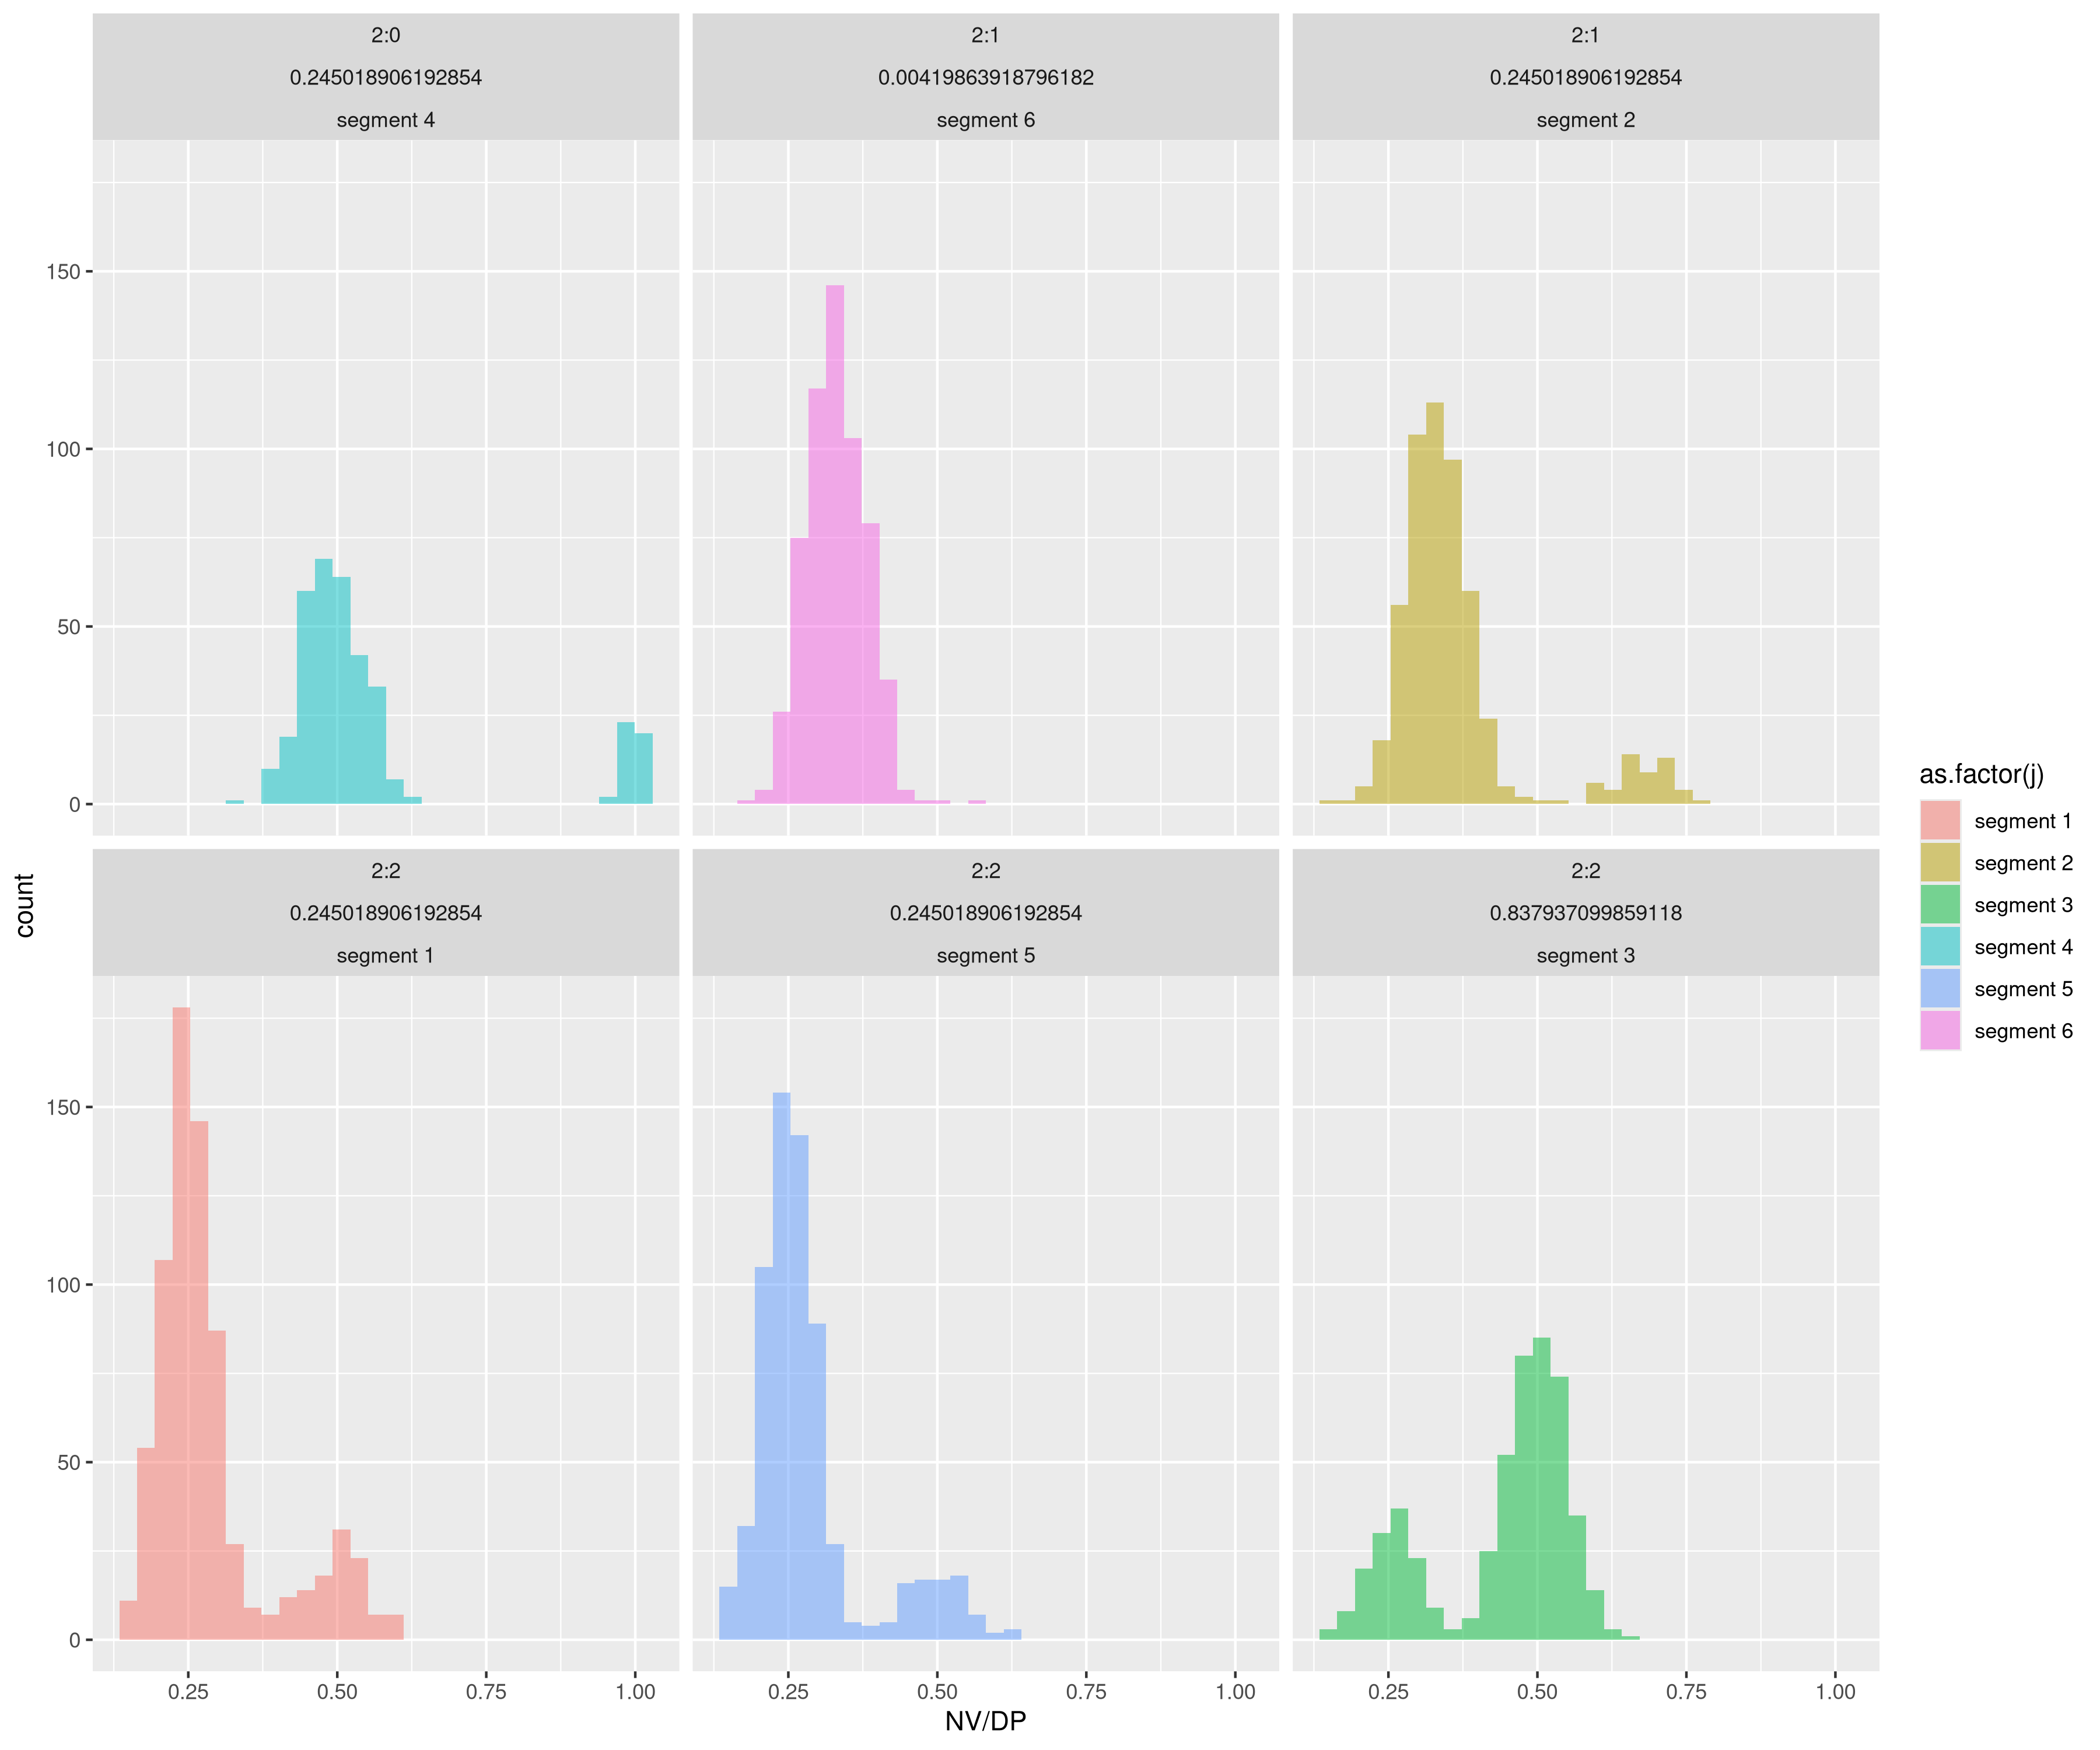 2:0
0.245018906192854
segment 4
2:1
0.00419863918796182
segment 6
2:1
0.245018906192854
segment 2
150
100
50
0
2:2
0.245018906192854
segment 1
2:2
0.245018906192854
segment 5
2:2
0.837937099859118
segment 3
150
100
50
0
0.25 0.50 0.75 1.00
0.25 0.50 0.75 1.00
0.25 0.50 0.75 1.00
NV/DP
count
as.factor(j)
segment 1
segment 2
segment 3
segment 4
segment 5
segment 6